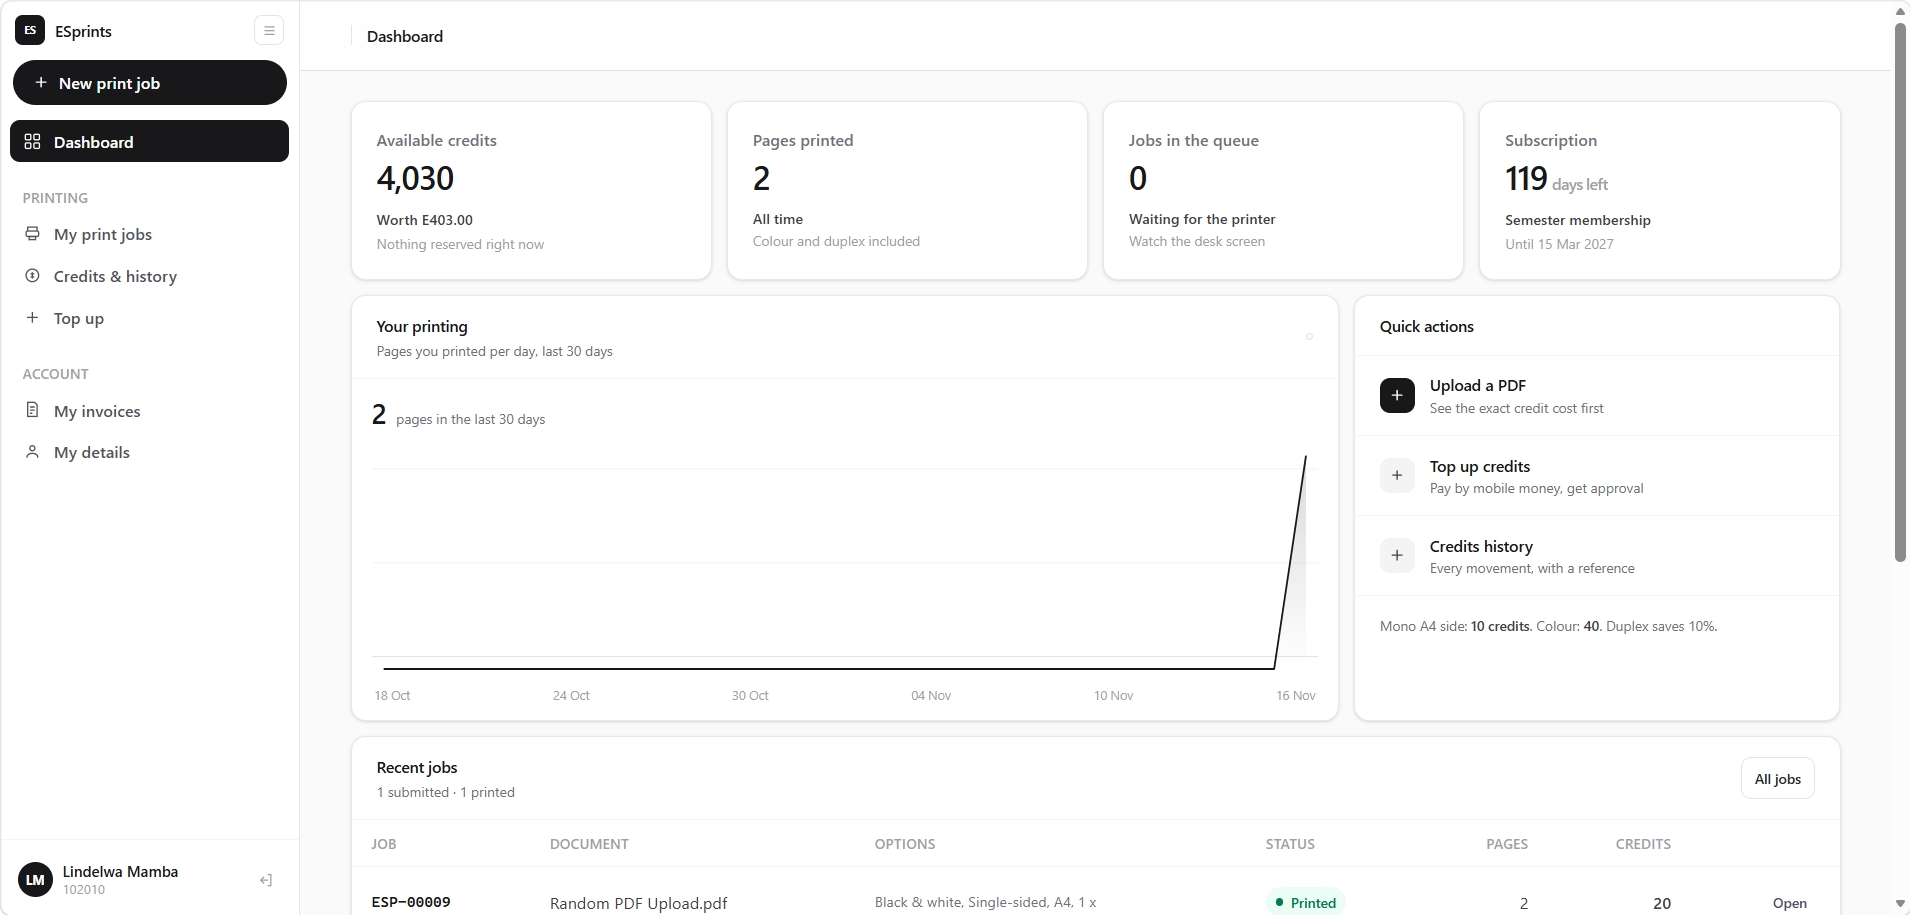 ES ESprints
+ New print job
Dashboard
PRINTING
My print jobs
Credits & history
+ Top up
ACCOUNT
My invoices
My details
LM Lindelwa Mamba
102010
Dashboard
Available credits
4,030
Worth E403.00
Nothing reserved right now
Pages printed
2
All time
Colour and duplex included
Jobs in the queue
0
Waiting for the printer
Watch the desk screen
Subscription
119 days left
Semester membership
Until 15 Mar 2027
Your printing
Pages you printed per day, last 30 days
2 pages in the last 30 days
18 Oct 24 Oct 30 Oct 04 Nov 10 Nov 16 Nov
Quick actions
+ Upload a PDF
See the exact credit cost first
+ Top up credits
Pay by mobile money, get approval
+ Credits history
Every movement, with a reference
Mono A4 side: 10 credits. Colour: 40. Duplex saves 10%.
Recent jobs
1 submitted · 1 printed
All jobs
JOB DOCUMENT OPTIONS STATUS PAGES CREDITS
ESP-00009 Random PDF Upload.pdf Black & white, Single-sided, A4, 1 x Printed 2 20 Open